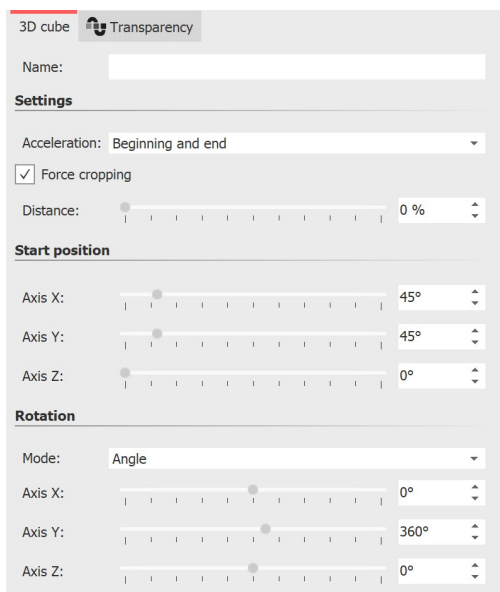 3D cube Transparency
Name:
Settings
Acceleration: Beginning and end
Force cropping
Distance: 0 %
Start position
Axis X: 45°
Axis Y: 45°
Axis Z: 0°
Rotation
Mode: Angle
Axis X: 0°
Axis Y: 360°
Axis Z: 0°